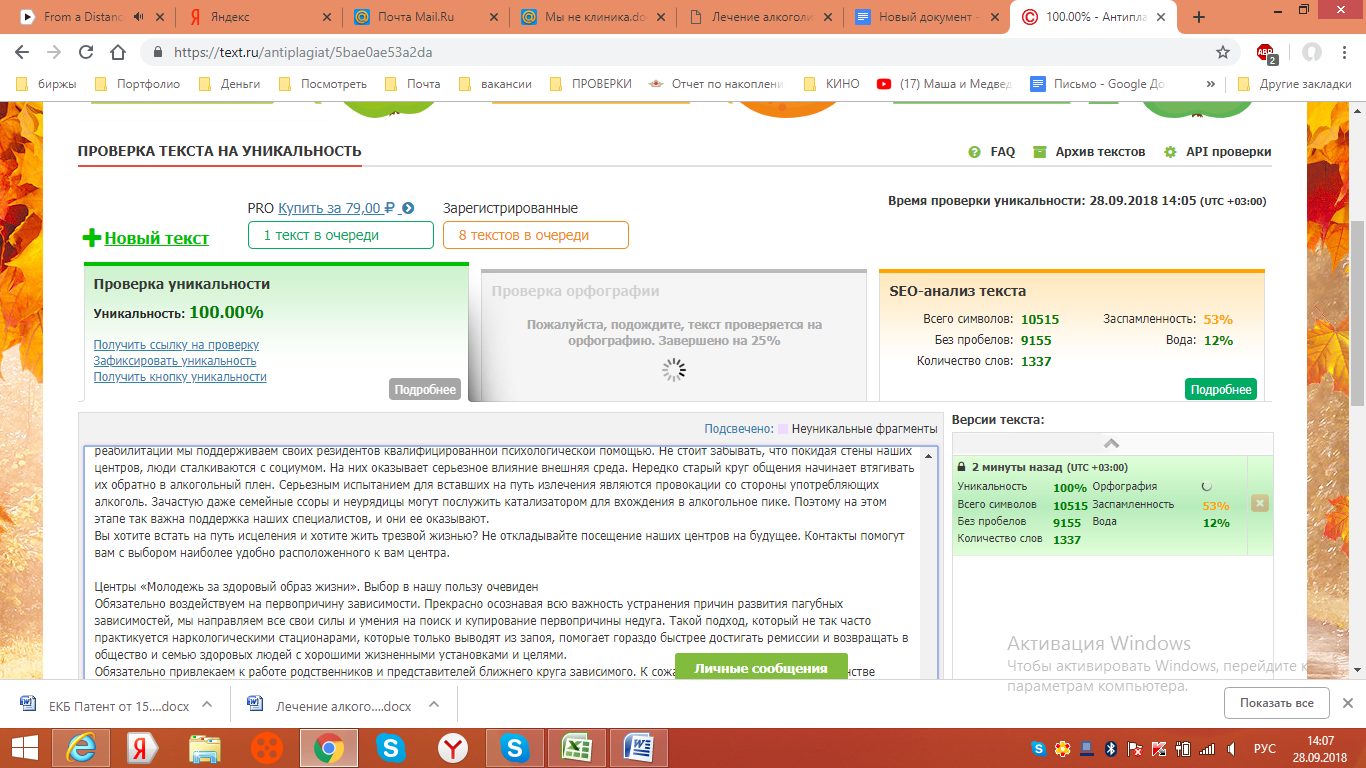 From a Distanc
Яндекс
Почта Mail.Ru
Мы не клиника.do
Лечение алкоголи
Новый документ -
100.00% - Антипла
https://text.ru/antiplagiat/5bae0ae53a2da
ABP
2
биржы
Портфолио
Деньги
Посмотреть
Почта
вакансии
ПРОВЕРКИ
Отчет по накоплени
КИНО
(17) Маша и Медвед
Письмо - Google До
»
Другие закладки
ПРОВЕРКА ТЕКСТА НА УНИКАЛЬНОСТЬ
FAQ
Архив текстов
API проверки
PRO Купить за 79,00 ₽
Зарегистрированные
Время проверки уникальности: 28.09.2018 14:05 (UTC +03:00)
Новый текст
1 текст в очереди
8 текстов в очереди
Проверка уникальности
Уникальность: 100.00%
Получить ссылку на проверку
Зафиксировать уникальность
Получить кнопку уникальности
Подробнее
Проверка орфографии
Пожалуйста, подождите, текст проверяется на
орфографию. Завершено на 25%
SEO-анализ текста
Всего символов: 10515 Заспамленность: 53%
Без пробелов: 9155 Вода: 12%
Количество слов: 1337
Подробнее
Подсвечено: Неуникальные фрагменты
реабилитации мы поддерживаем своих резидентов квалифицированной психологической помощью. Не стоит забывать, что покидая стены наших
центров, люди сталкиваются с социумом. На них оказывает серьезное влияние внешняя среда. Нередко старый круг общения начинает втягивать
их обратно в алкогольный плен. Серьезным испытанием для вставших на путь излечения являются провокации со стороны употребляющих
алкоголь. Зачастую даже семейные ссоры и неурядицы могут послужить катализатором для вхождения в алкогольное пике. Поэтому на этом
этапе так важна поддержка наших специалистов, и они ее оказывают.
Вы хотите встать на путь исцеления и хотите жить трезвой жизнью? Не откладывайте посещение наших центров на будущее. Контакты помогут
вам с выбором наиболее удобно расположенного к вам центра.
Центры «Молодежь за здоровый образ жизни». Выбор в нашу пользу очевиден
Обязательно воздействуем на первопричину зависимости. Прекрасно осознавая всю важность устранения причин развития пагубных
зависимостей, мы направляем все свои силы и умения на поиск и купирование первопричины недуга. Такой подход, который не так часто
практикуется наркологическими стационарами, которые только выводят из запоя, помогает гораздо быстрее достигать ремиссии и возвращать в
общество и семью здоровых людей с хорошими жизненными установками и целями.
Обязательно привлекаем к работе родственников и представителей ближнего круга зависимого. К
Личные сообщения
Версии текста:
2 минуты назад (UTC +03:00)
Уникальность 100% Орфография
Всего символов 10515 Заспамленность 53%
Без пробелов 9155 Вода 12%
Количество слов 1337
Активация Windows
Чтобы активировать Windows, перейдите к
параметрам компьютера.
ЕКБ Патент от 15....docx
Лечение алкого....docx
Показать все
РУС
14:07
28.09.2018